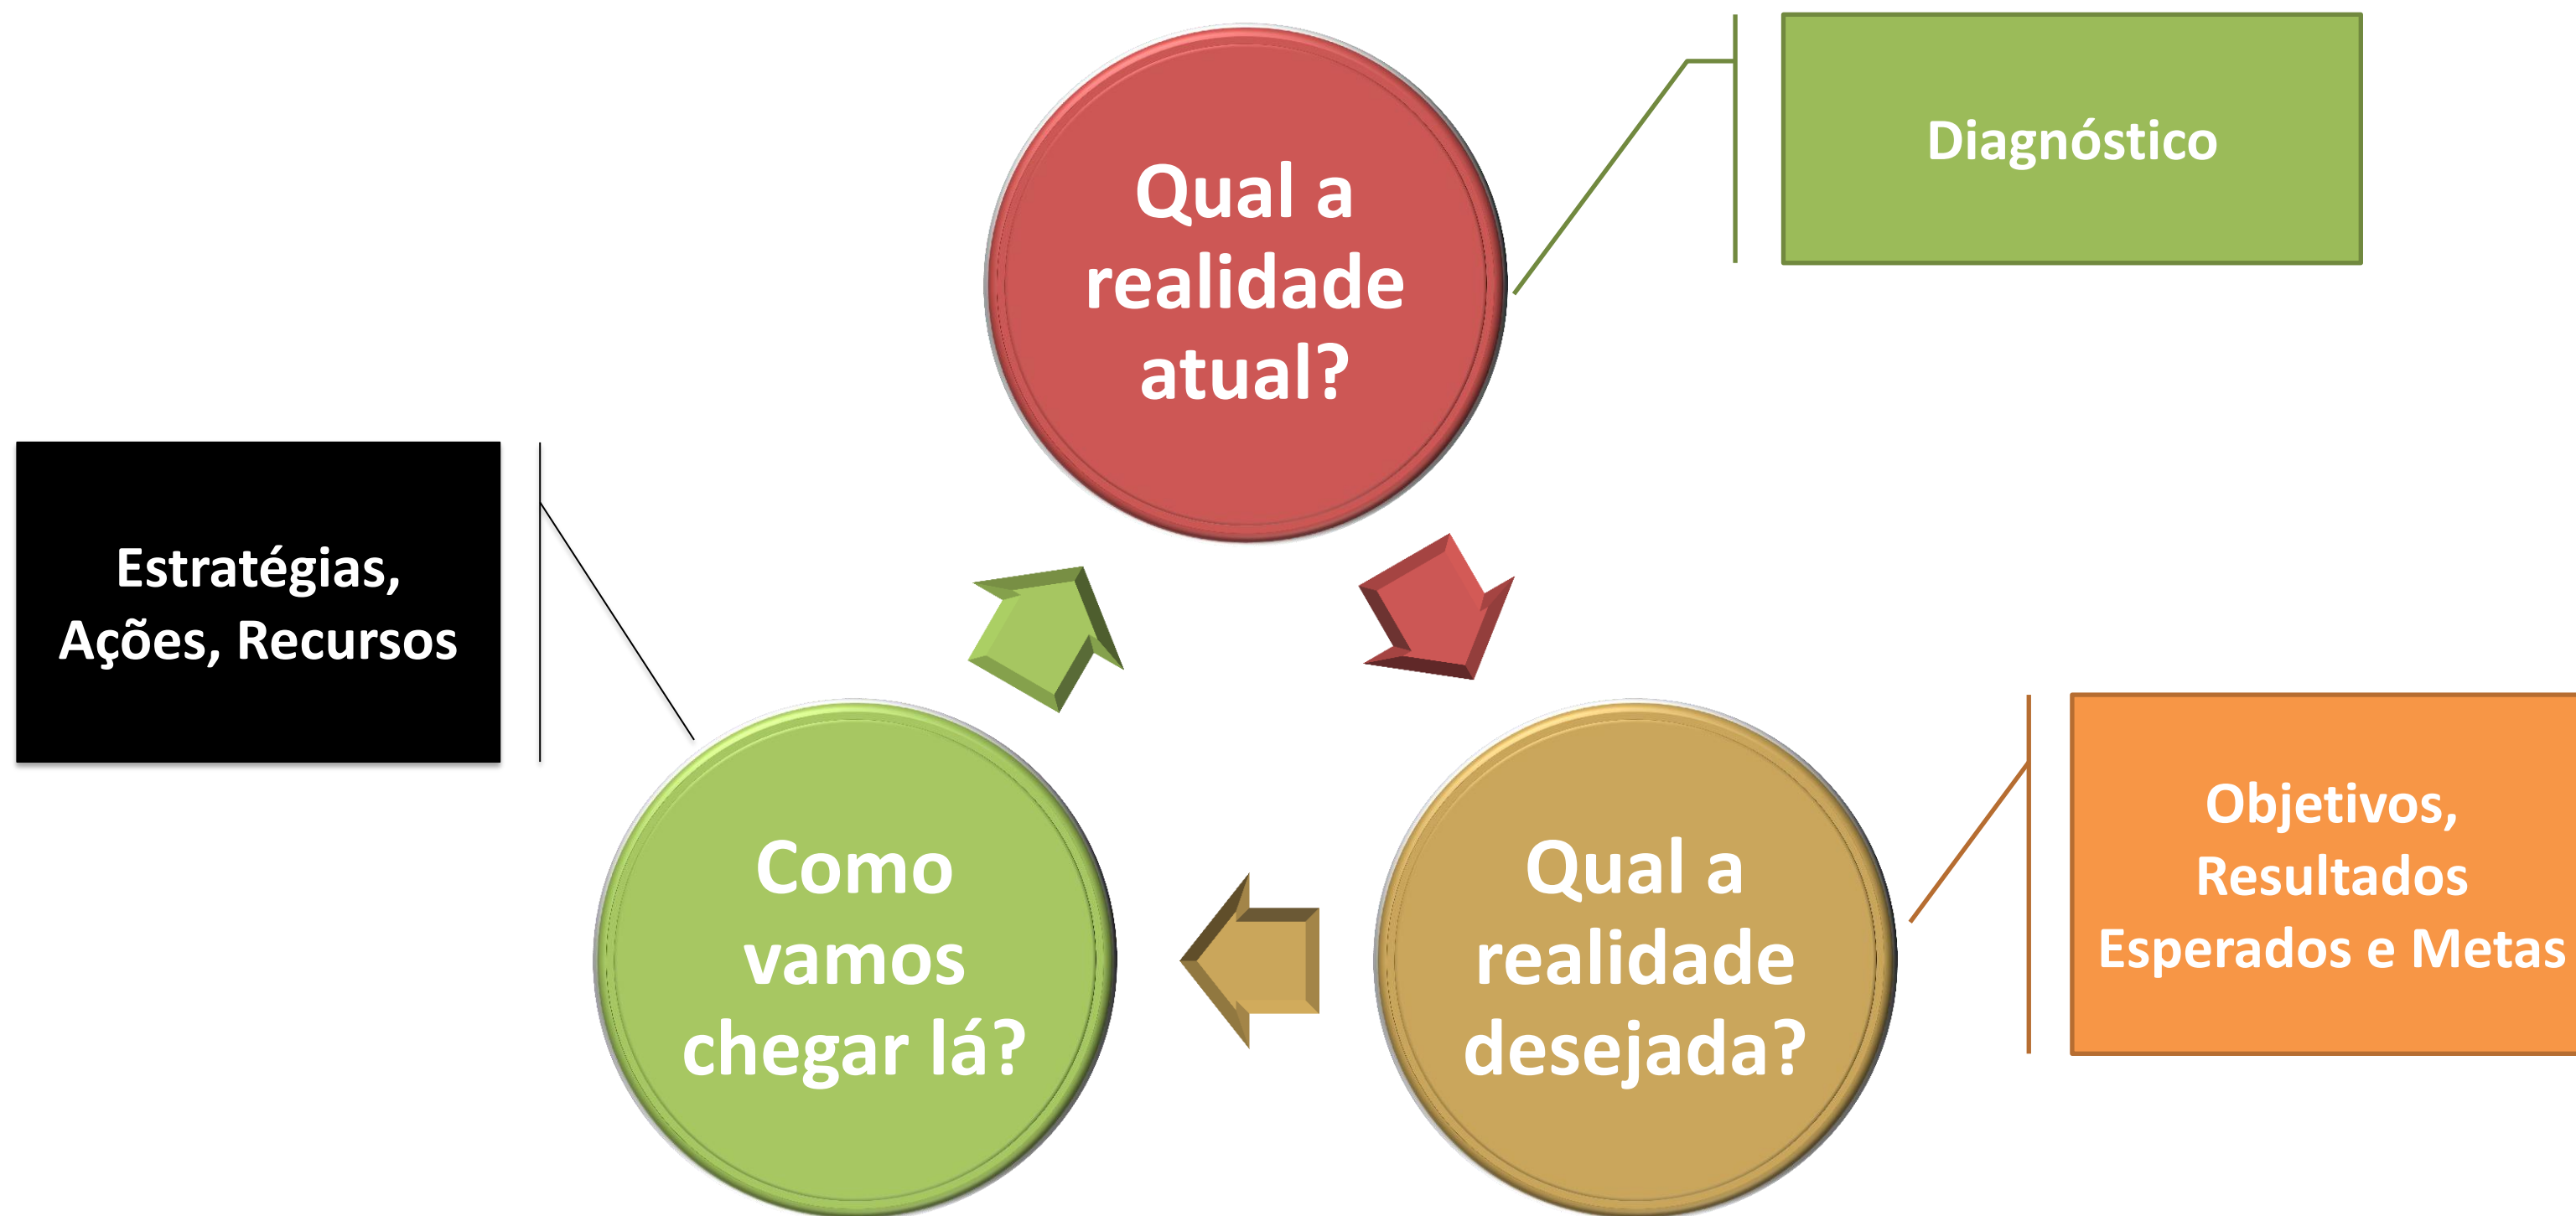 Qual a
realidade
atual?
Diagnóstico
Estratégias,
Ações, Recursos
Como
vamos
chegar lá?
Qual a
realidade
desejada?
Objetivos,
Resultados
Esperados e Metas